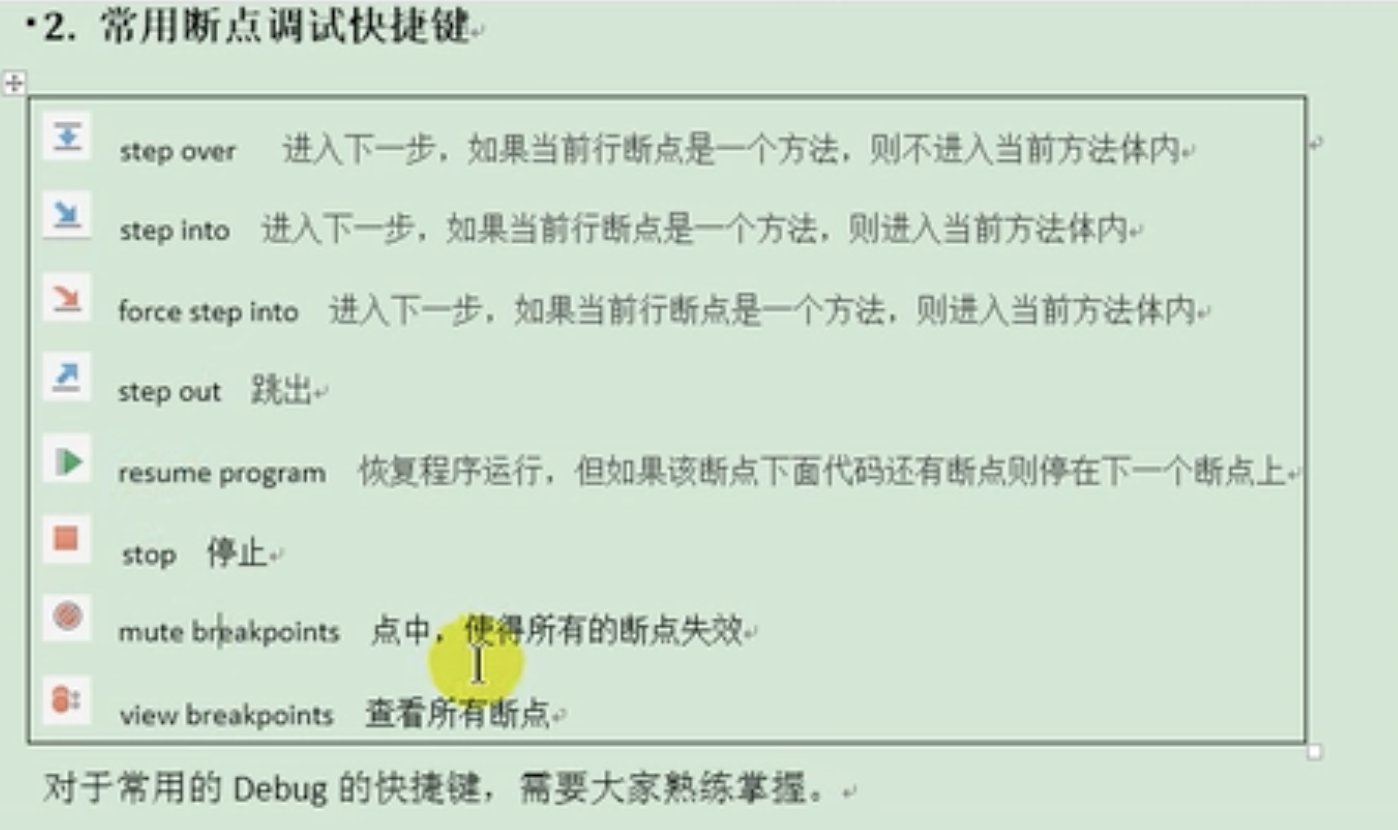 ·2. 常用断点调试快捷键
step over 进入下一步，如果当前行断点是一个方法，则不进入当前方法体内
step into 进入下一步，如果当前行断点是一个方法，则进入当前方法体内
force step into 进入下一步，如果当前行断点是一个方法，则进入当前方法体内
step out 跳出
resume program 恢复程序运行，但如果该断点下面代码还有断点则停在下一个断点上
stop 停止
mute breakpoints 点中，使得所有的断点失效
view breakpoints 查看所有断点
对于常用的 Debug 的快捷键，需要大家熟练掌握。